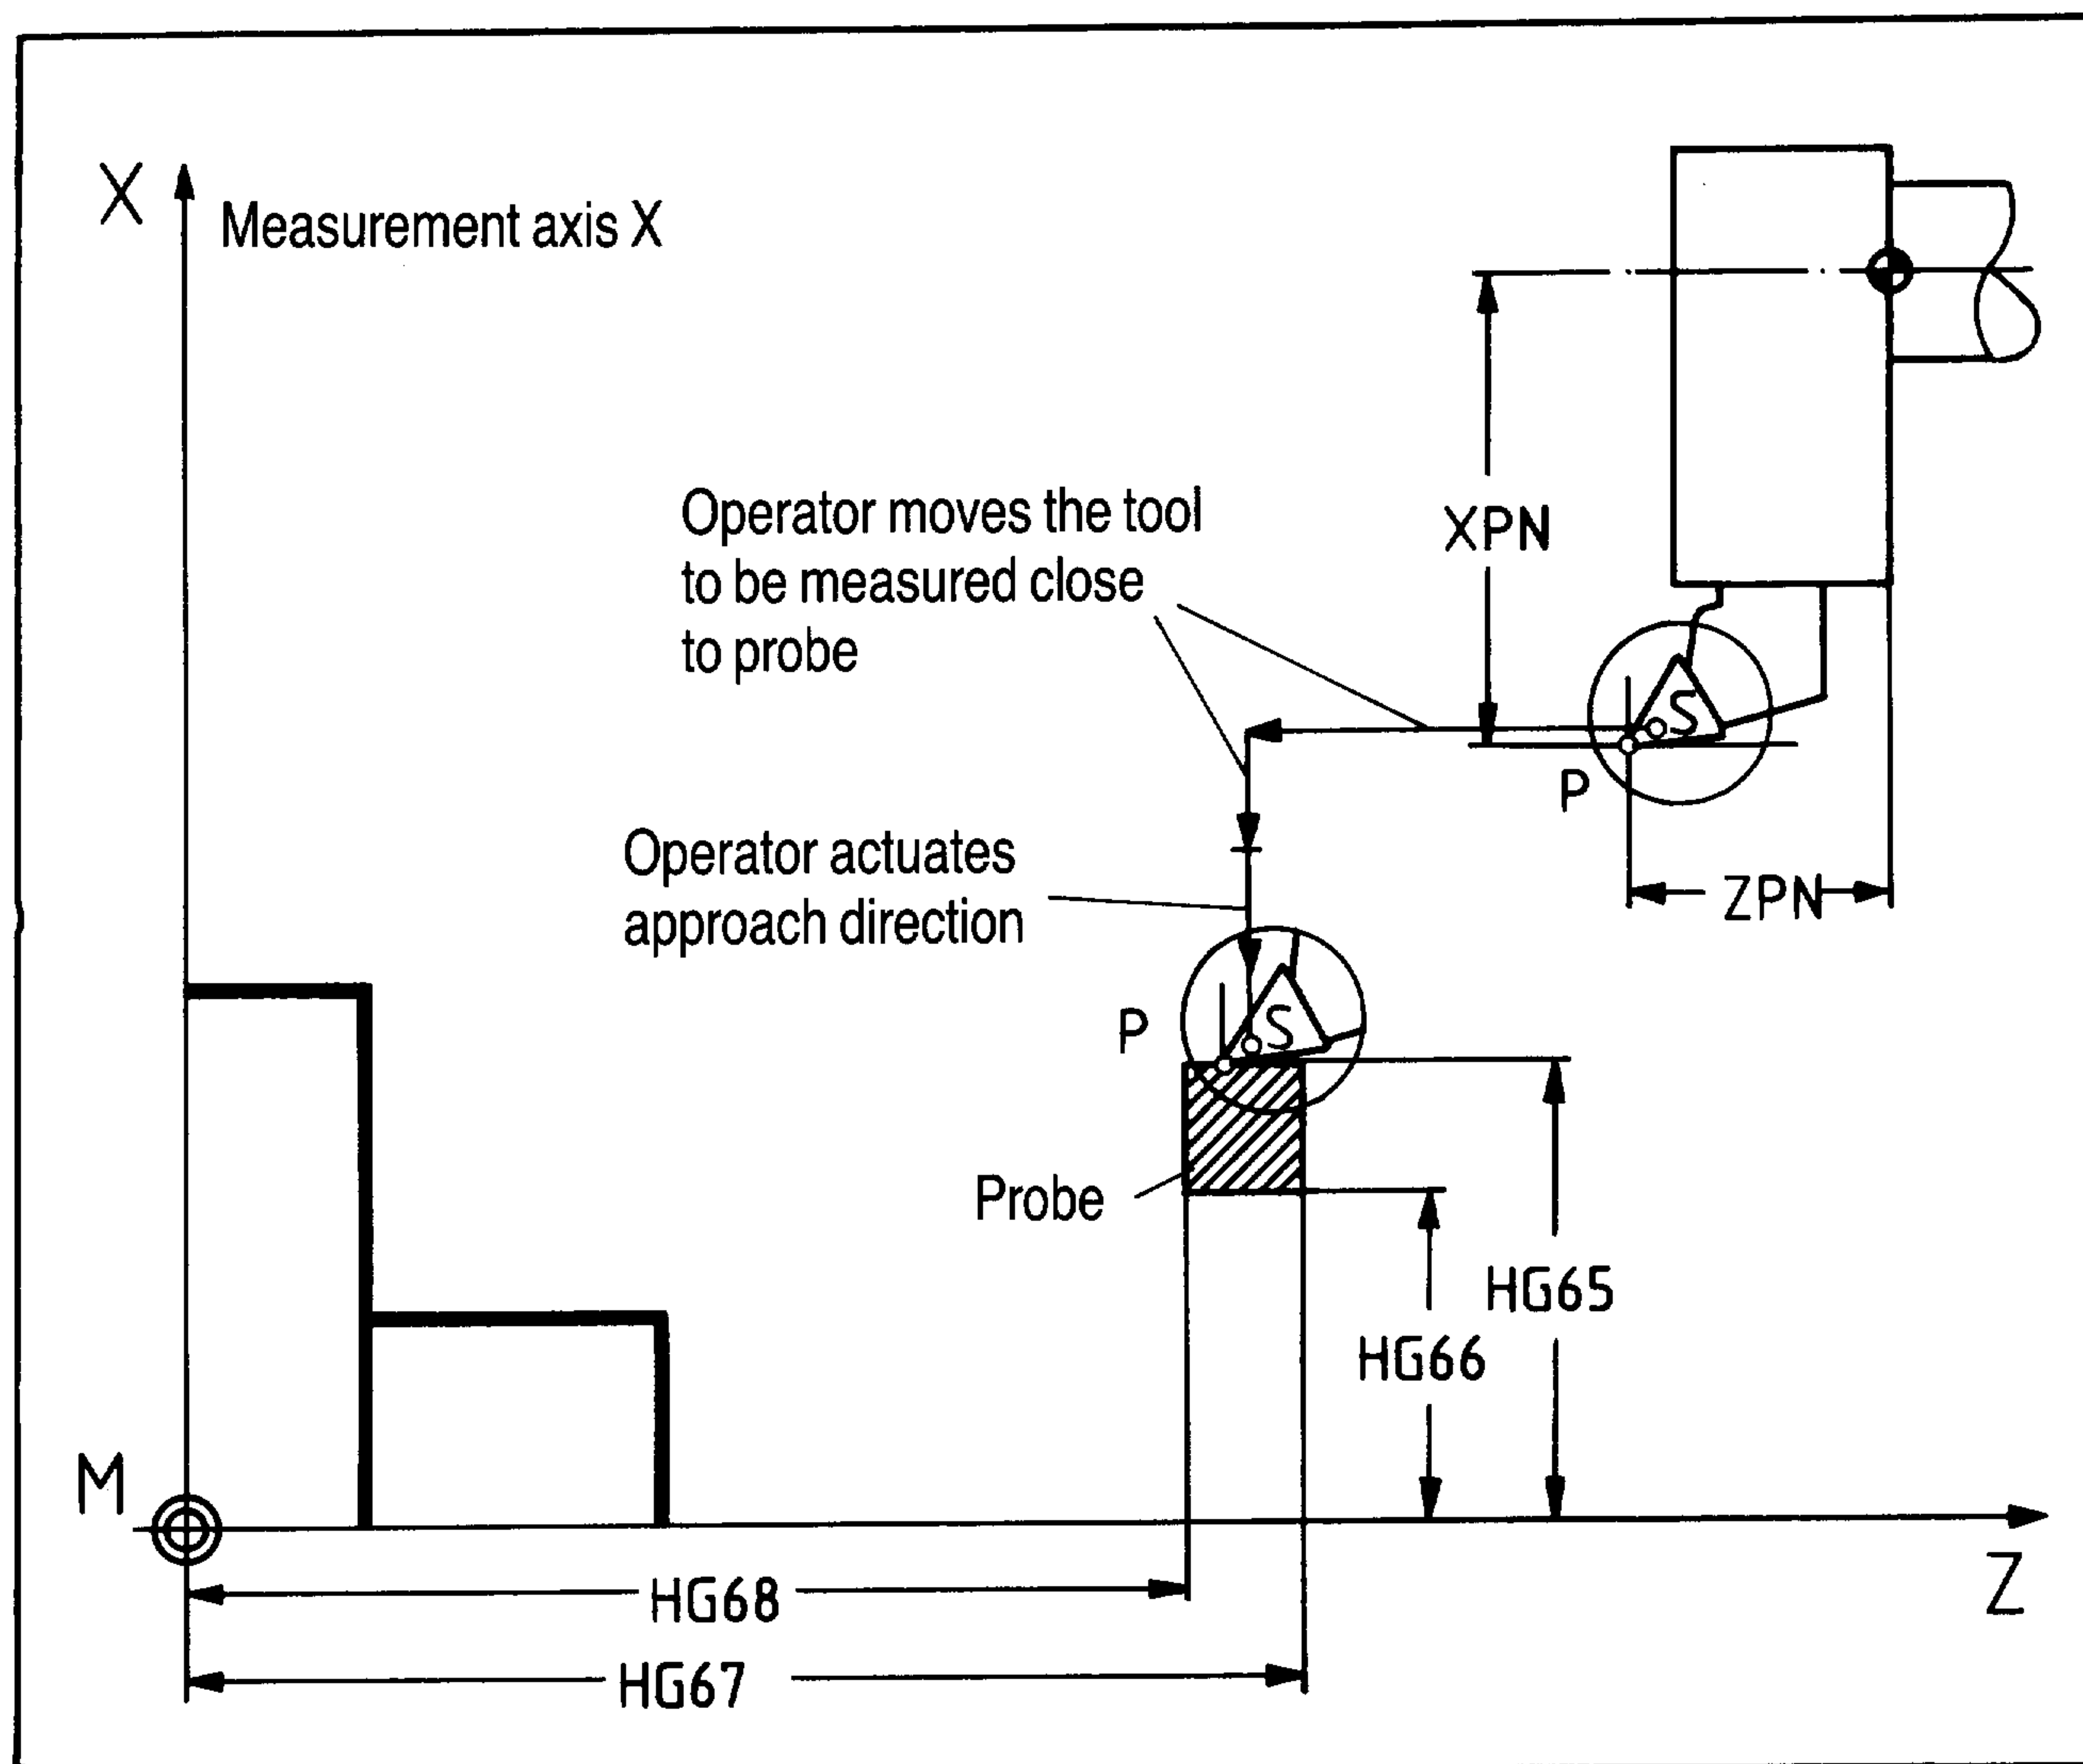 X
Measurement axis X
Operator moves the tool
to be measured close
to probe
XPN
S
P
ZPN
Operator actuates
approach direction
P
S
Probe
HG65
HG66
M
Z
HG68
HG67